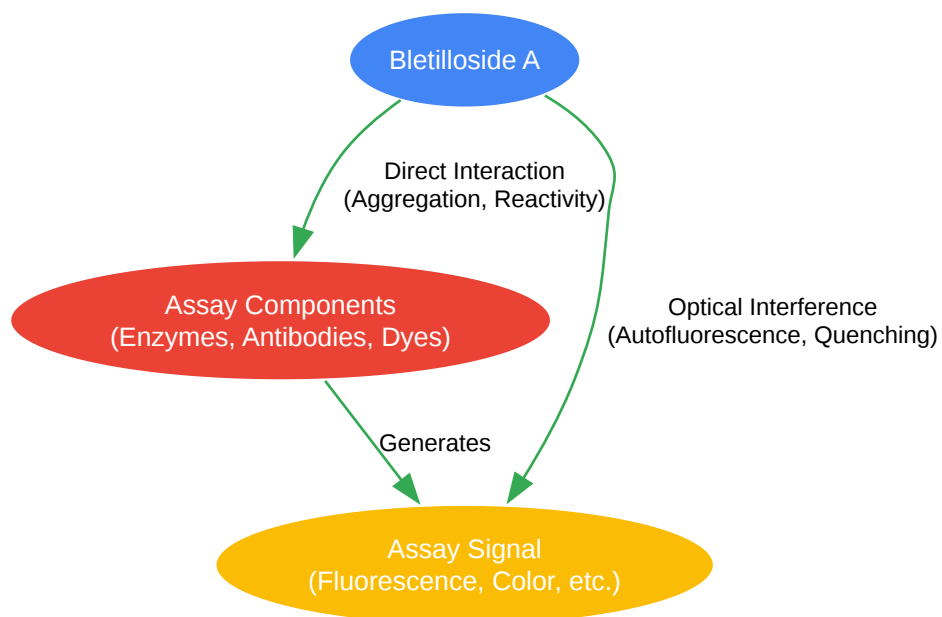 Bletilloside A
Direct Interaction
(Aggregation, Reactivity)
Assay Components
(Enzymes, Antibodies, Dyes)
Optical Interference
(Autofluorescence, Quenching)
Generates
Assay Signal
(Fluorescence, Color, etc.)